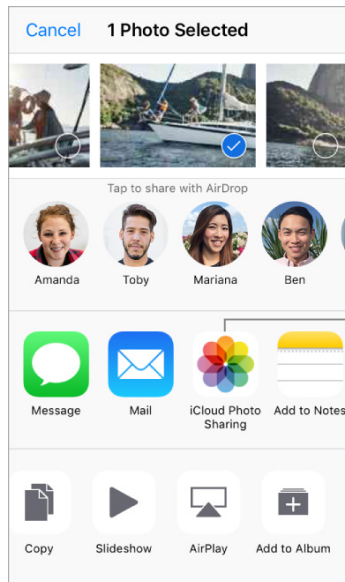 Cancel 1 Photo Selected
Tap to share with AirDrop
Amanda Toby Mariana Ben
Message Mail iCloud Photo Add to Notes
Sharing
Copy Slideshow AirPlay Add to Album